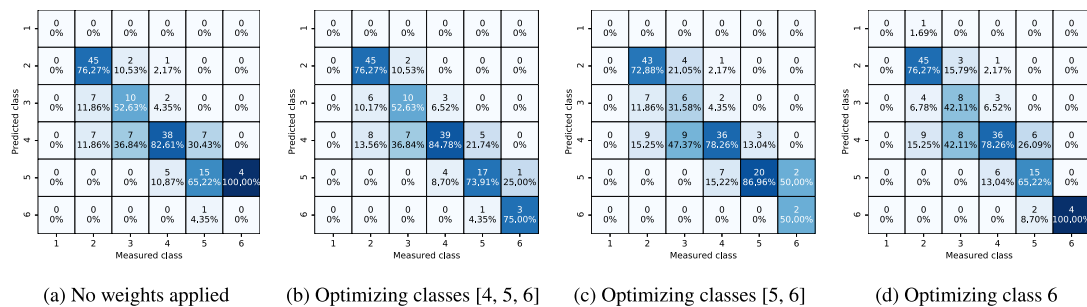 Predicted class
1 0 0 0 0 0 0
0% 0% 0% 0% 0% 0%
2 0 45 2 1 0 0
0% 76,27% 10,53% 2,17% 0% 0%
3 0 7 10 2 0 0
0% 11.86% 52.63% 4.35% 0% 0%
4 0 7 7 38 7 0
0% 11.86% 36.84% 82.61% 30.43% 0%
5 0 0 0 5 15 4
0% 0% 0% 10,87% 65,22% 100,00%
6 0 0 0 0 1 0
0% 0% 0% 0% 4,35% 0%
1 2 3 4 5 6
Measured class
(a) No weights applied
Predicted class
1 0 0 0 0 0 0
0% 0% 0% 0% 0% 0%
2 0 45 2 1 0 0
0% 76,27% 10,53% 2,17% 0% 0%
3 0 6 10 3 0 0
0% 10.17% 52.63% 6.52% 0% 0%
4 0 8 7 39 5 0
0% 13.56% 36.84% 84.78% 21.74% 0%
5 0 0 0 4 17 1
0% 0% 0% 8,70% 73,91% 25,00%
6 0 0 0 0 1 3
0% 0% 0% 0% 4,35% 75.00%
1 2 3 4 5 6
Measured class
(b) Optimizing classes [4, 5, 6]
Predicted class
1 0 0 0 0 0 0
0% 0% 0% 0% 0% 0%
2 0 43 4 1 0 0
0% 72,88% 21,05% 2,17% 0% 0%
3 0 7 6 2 0 0
0% 11.86% 31.58% 4.35% 0% 0%
4 0 9 9 36 3 0
0% 15.25% 47.37% 78.26% 13.04% 0%
5 0 0 0 7 20 2
0% 0% 0% 15,22% 86,96% 50,00%
6 0 0 0 0 0 2
0% 0% 0% 0% 0% 50.00%
1 2 3 4 5 6
Measured class
(c) Optimizing classes [5, 6]
Predicted class
1 0 1 0 0 0 0
0% 1.69% 0% 0% 0% 0%
2 0 45 3 1 0 0
0% 76,27% 15,79% 2,17% 0% 0%
3 0 4 8 3 0 0
0% 6.78% 42.11% 6.52% 0% 0%
4 0 9 8 36 6 0
0% 15.25% 42.11% 78.26% 26.09% 0%
5 0 0 0 6 15 0
0% 0% 0% 13,04% 65,22% 0%
6 0 0 0 0 2 4
0% 0% 0% 0% 8,70% 100,00%
1 2 3 4 5 6
Measured class
(d) Optimizing class 6